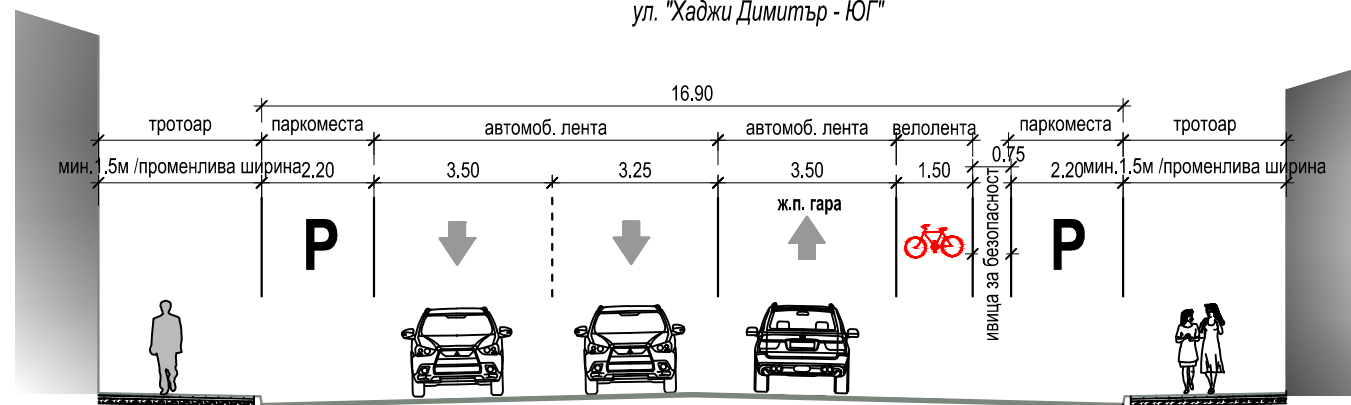 ул. "Хаджи Димитър - ЮГ"
16.90
тротоар паркоместа автомоб. лента автомоб. лента велолента паркоместа тротоар
0.75
мин.1.5м /променлива ширина 2.20 3.50 3.25 3.50 1.50 2.20 мин.1.5м /променлива ширина
ж.п. гара
P P
ивица за безопасност